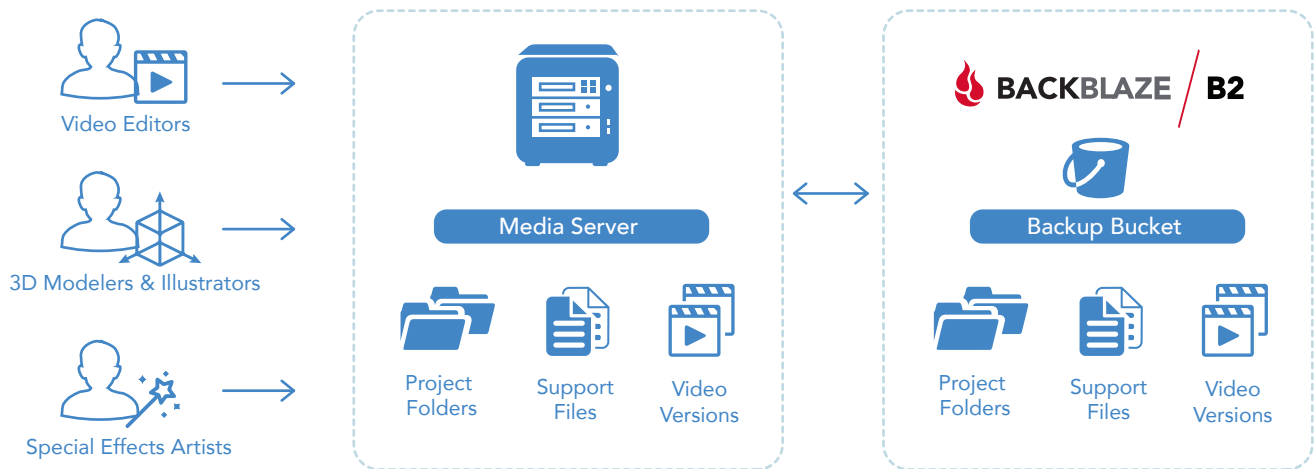 Video Editors
3D Modelers & Illustrators
Special Effects Artists
Media Server
Project
Folders
Support
Files
Video
Versions
BACKBLAZE / B2
Backup Bucket
Project
Folders
Support
Files
Video
Versions